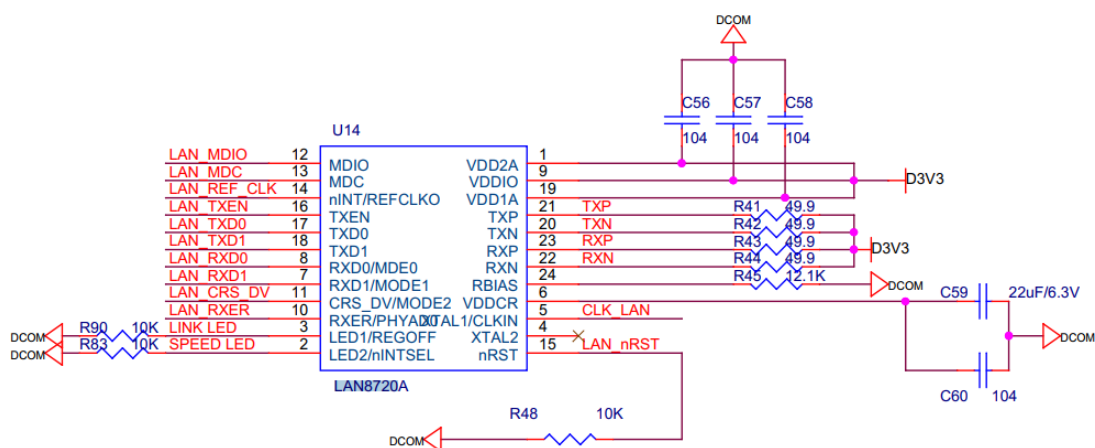 DCOM
C56 C57 C58
104 104 104
U14
LAN_MDIO 12 MDIO VDD2A 1
LAN_MDC 13 MDC VDDIO 9 D3V3
LAN_REF_CLK 14 nINT/REFCLKO VDD1A 19
LAN_TXEN 16 TXEN TXP 21 TXP R41 49.9
LAN_TXD0 17 TXD0 TXN 20 TXN R42 49.9
LAN_TXD1 18 TXD1 RXP 23 RXP R43 49.9 D3V3
LAN_RXD0 8 RXD0/MDE0 RXN 22 RXN R44 49.9
LAN_RXD1 7 RXD1/MODE1 RBIAS 24 R45 12.1K DCOM
LAN_CRS_DV 11 CRS_DV/MODE2 VDDCR 6 C59 22uF/6.3V
LAN_RXER 10 RXER/PHYAD0 XTAL1/CLKIN 5 CLK_LAN
DCOM R90 10K LINK LED 3 LED1/REGOFF XTAL2 4 DCOM
DCOM R83 10K SPEED LED 2 LED2/nINTSEL nRST 15 LAN_nRST
LAN8720A
C60 104
R48 10K
DCOM